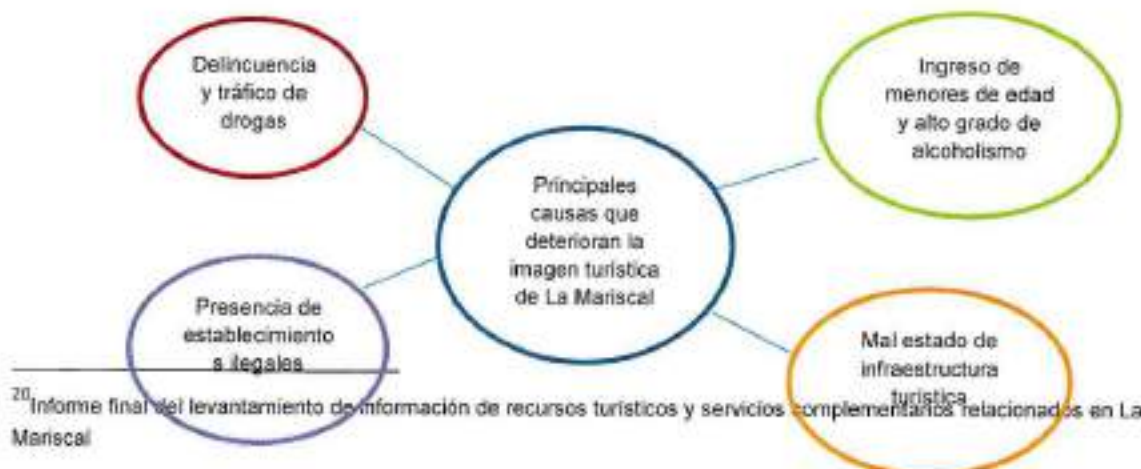 Delincuencia
y tráfico de
drogas
Ingreso de
menores de edad
y alto grado de
alcoholismo
Principales
causas que
deterioran la
imagen turística
de La Mariscal
Presencia de
establecimiento
s ilegales
Mal estado de
infraestructura
turística
20Informe final del levantamiento de información de recursos turísticos y servicios complementarios relacionados en La
Mariscal